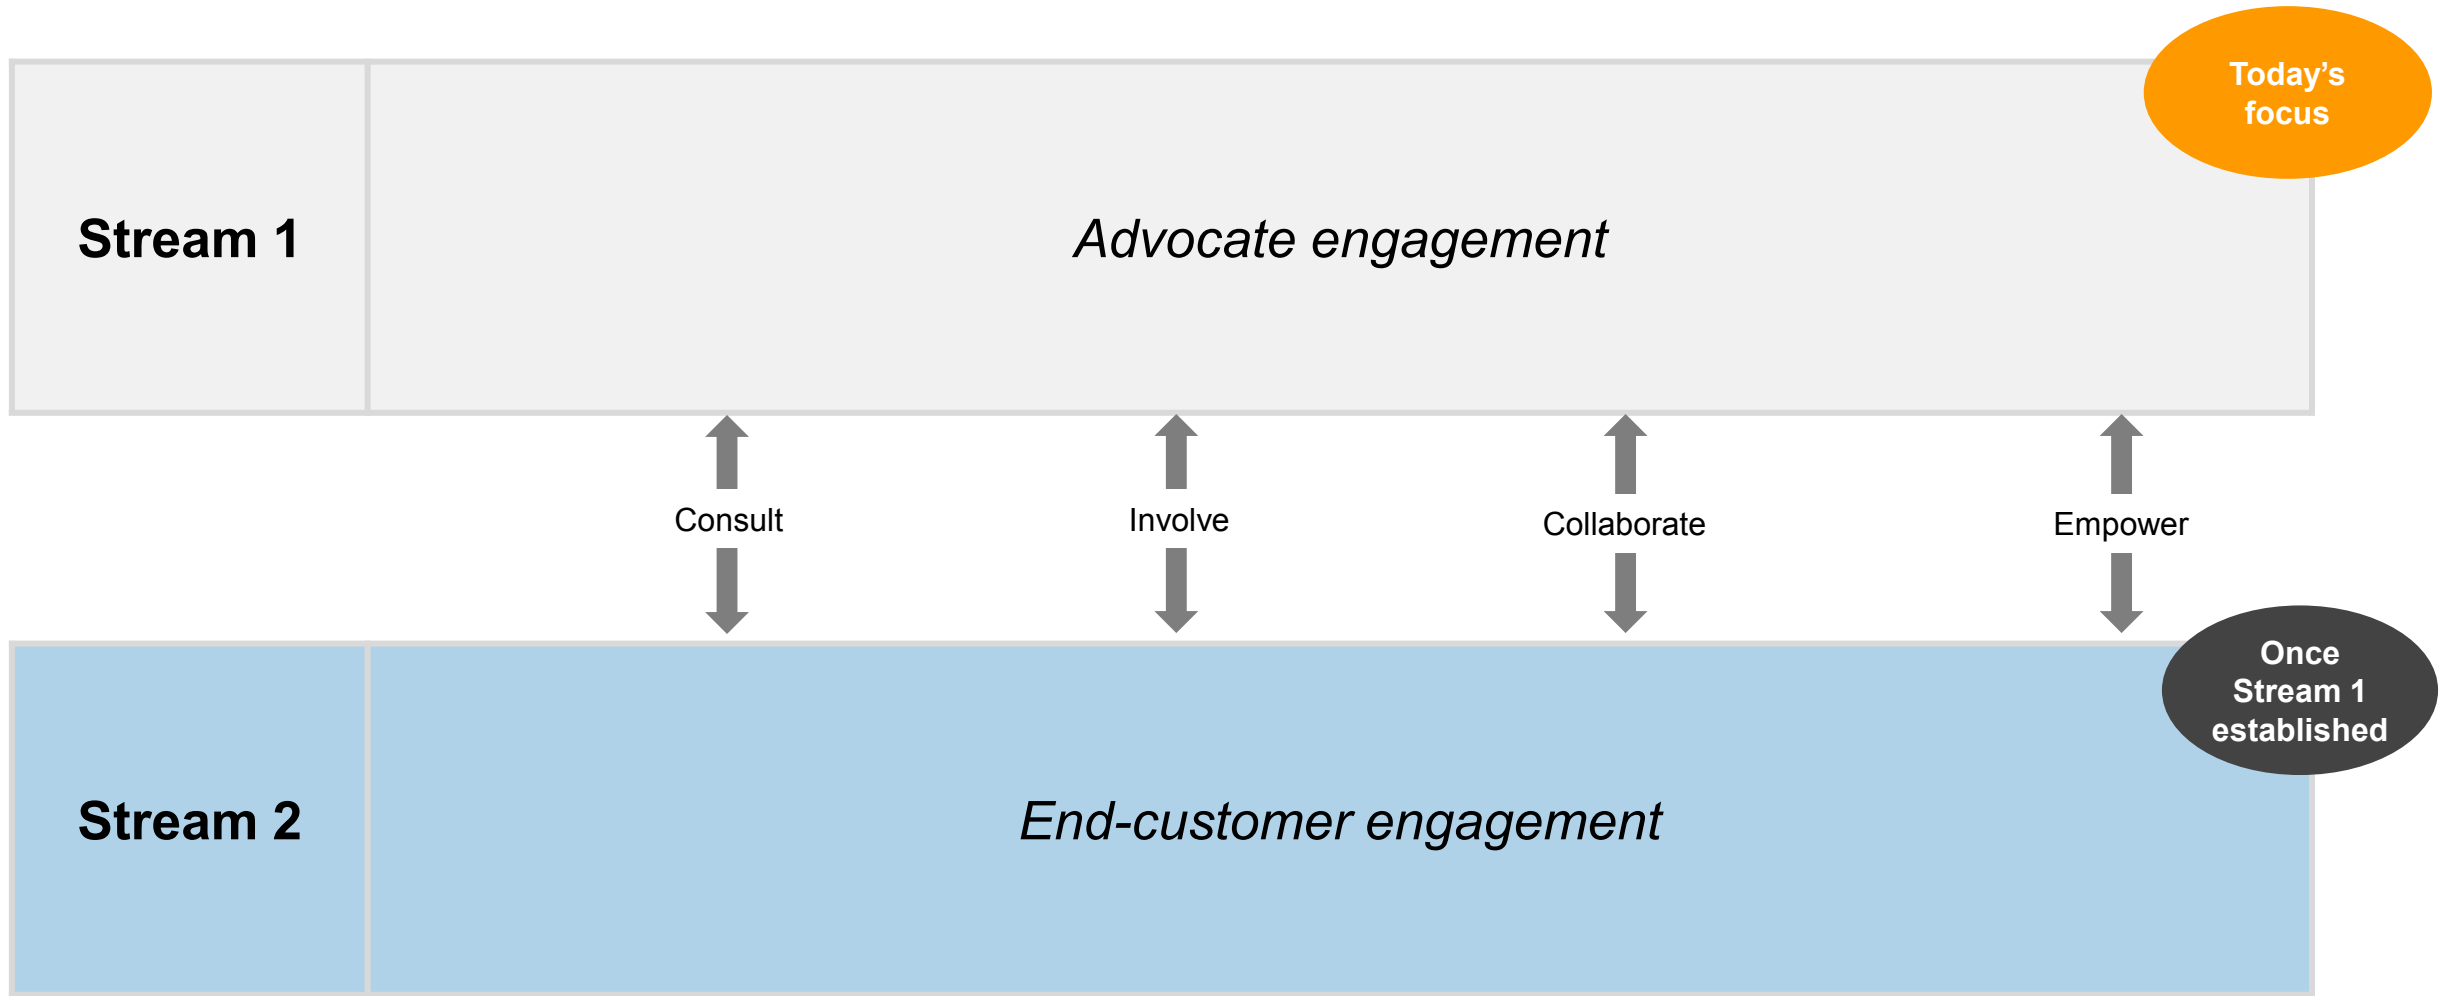 Today’s
focus
Stream 1
Advocate engagement
Consult
Involve
Collaborate
Empower
Once
Stream 1
established
Stream 2
End-customer engagement